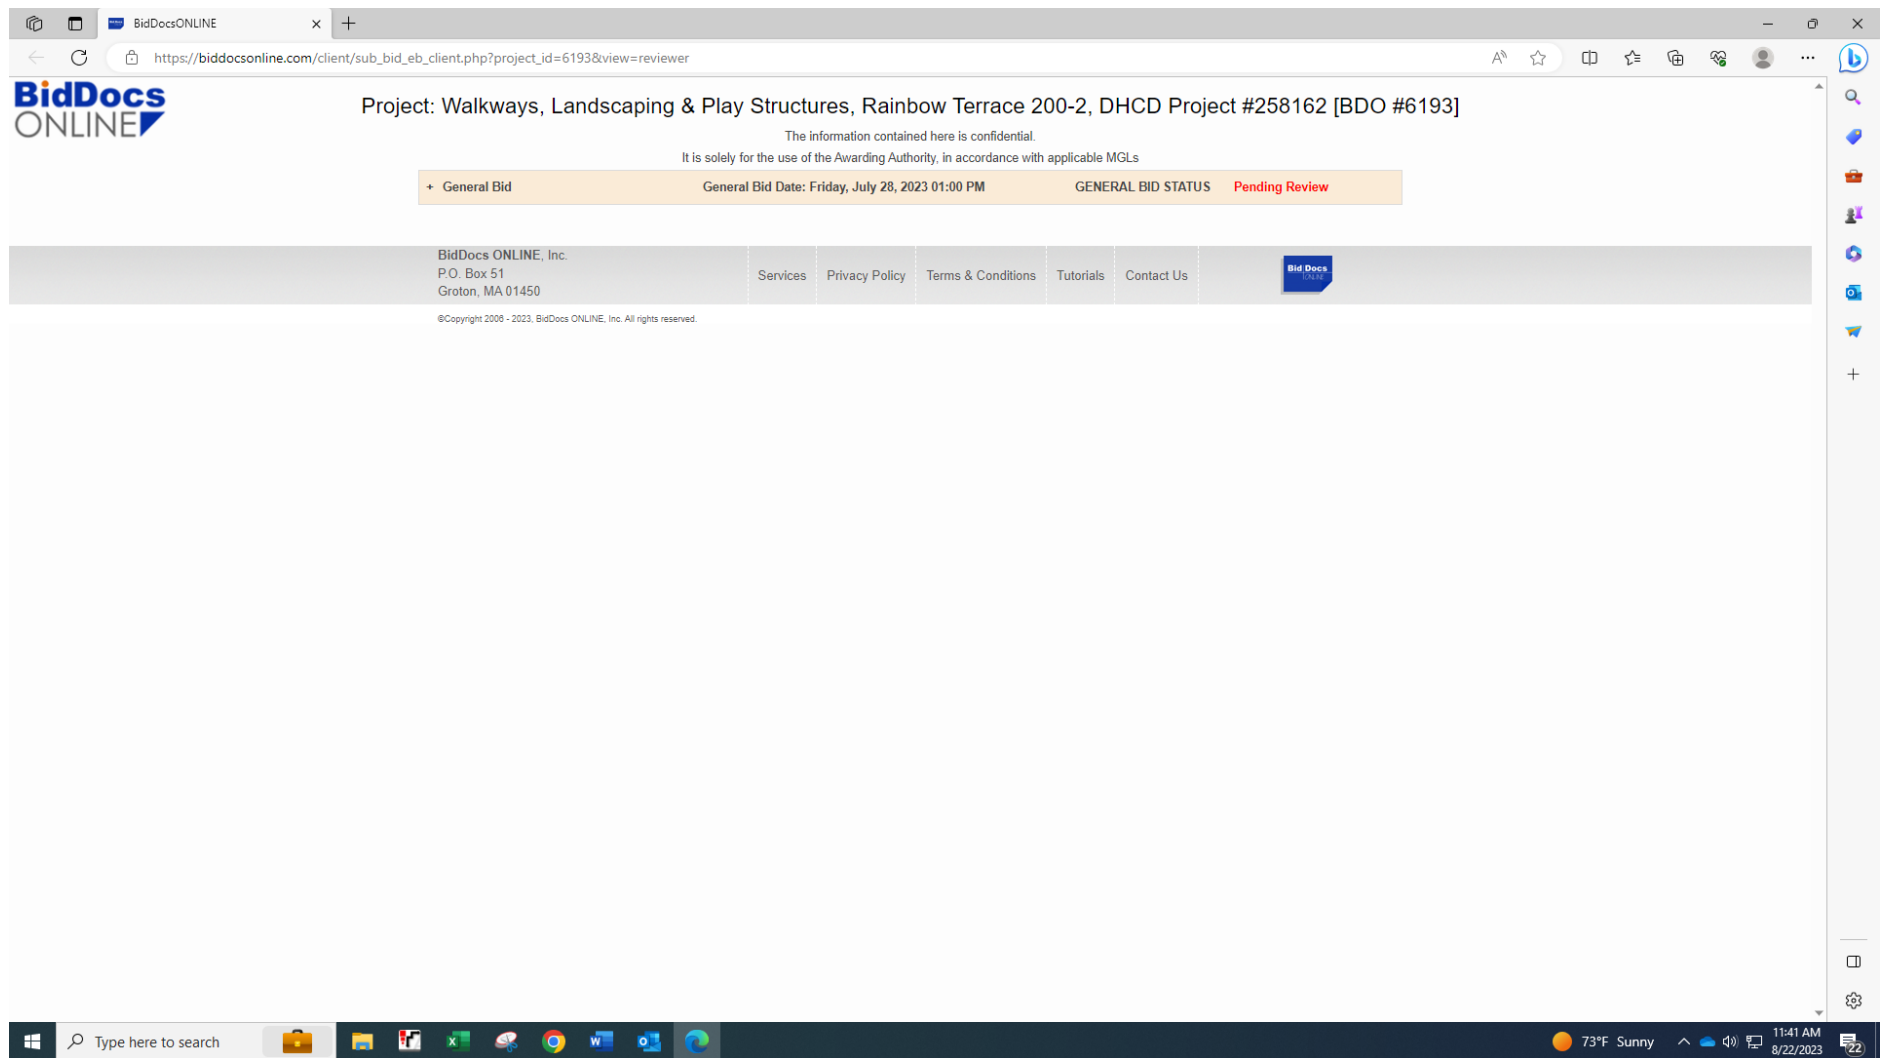 BidDocsONLINE
https://biddocsonline.com/client/sub_bid_eb_client.php?project_id=6193&view=reviewer
BidDocs
ONLINE
Project: Walkways, Landscaping & Play Structures, Rainbow Terrace 200-2, DHCD Project #258162 [BDO #6193]
The information contained here is confidential.
It is solely for the use of the Awarding Authority, in accordance with applicable MGLs
+ General Bid General Bid Date: Friday, July 28, 2023 01:00 PM GENERAL BID STATUS Pending Review
BidDocs ONLINE, Inc.
P.O. Box 51
Groton, MA 01450
Services Privacy Policy Terms & Conditions Tutorials Contact Us
Bid Docs
ONLINE
©Copyright 2006 - 2023, BidDocs ONLINE, Inc. All rights reserved.
Type here to search
73°F Sunny
11:41 AM
8/22/2023
22